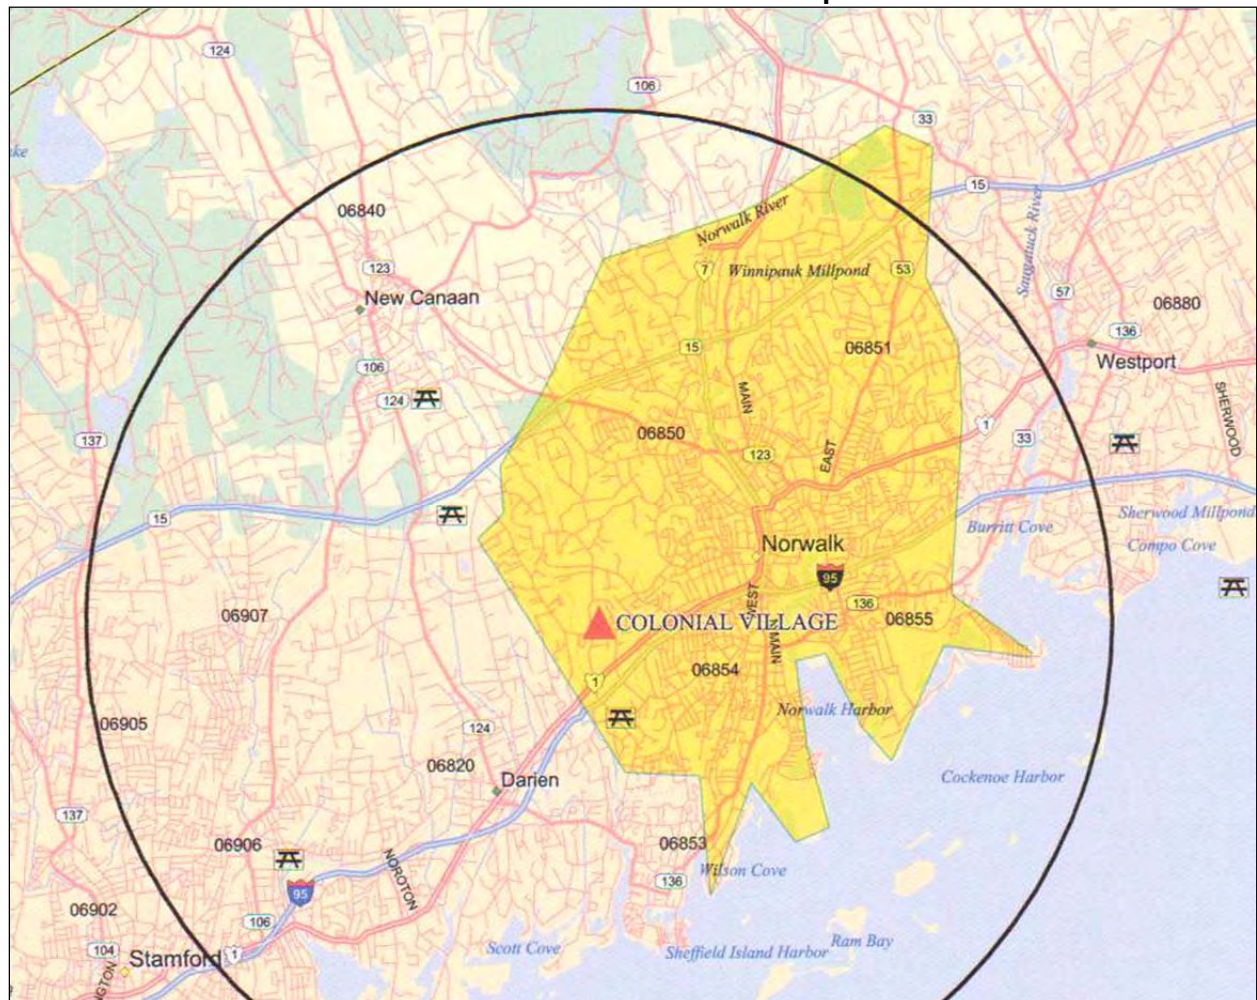 124
106
33
ke
15
06840
Saugatuck River
Norwalk River
123
7
Winnipauk Millpond
53
New Canaan
57
06880
136
15
06851
Westport
106
124
MAIN
SHERWOOD
137
06850
1
33
123
EAST
15
Sherwood Millpond
Burritt Cove
Compo Cove
Norwalk
95
WEST
136
06907
COLONIAL VILLAGE
06855
MAIN
06854
1
06905
Norwalk Harbor
124
06820
Darien
Cockenoe Harbor
137
06906
06853
NOROTON
Wilson Cove
136
95
06902
106
104
Stamford
1
Scott Cove
Sheffield Island Harbor
Ram Bay
NGTON